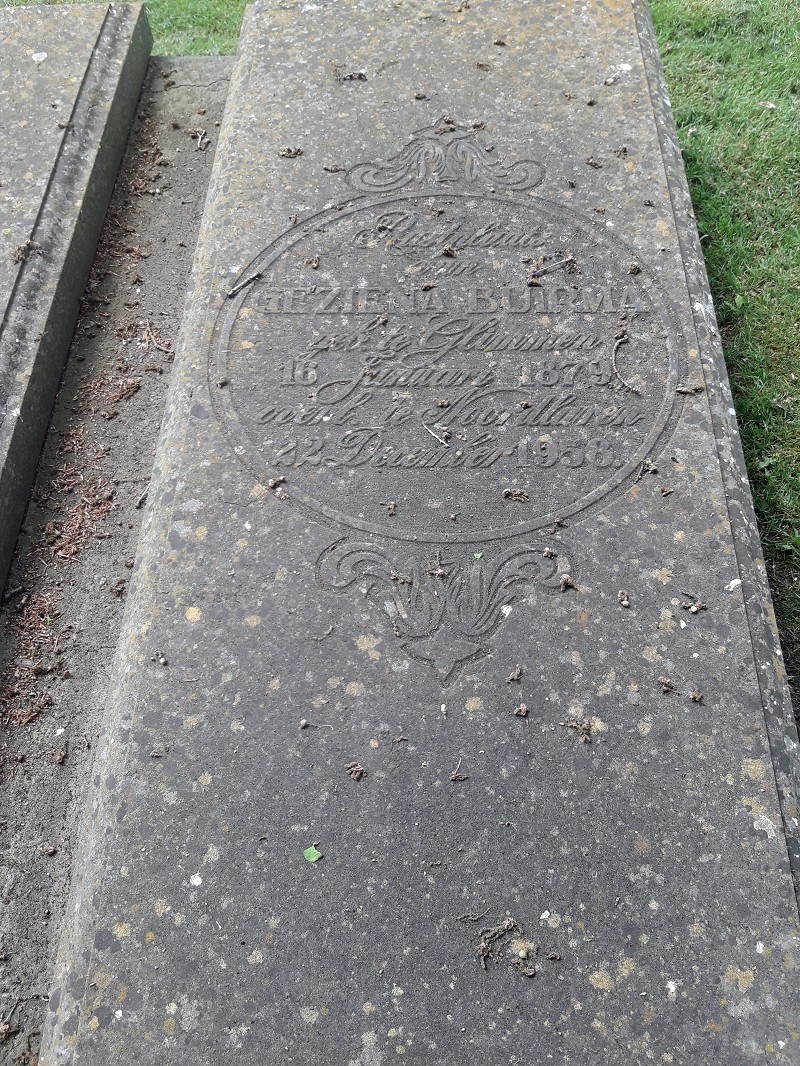 Rustplaats
van
GEZIENA BUIRMA
geb. te Glimmen
16 Januari 1879
overl. te Noordlaren
22 December 1958.